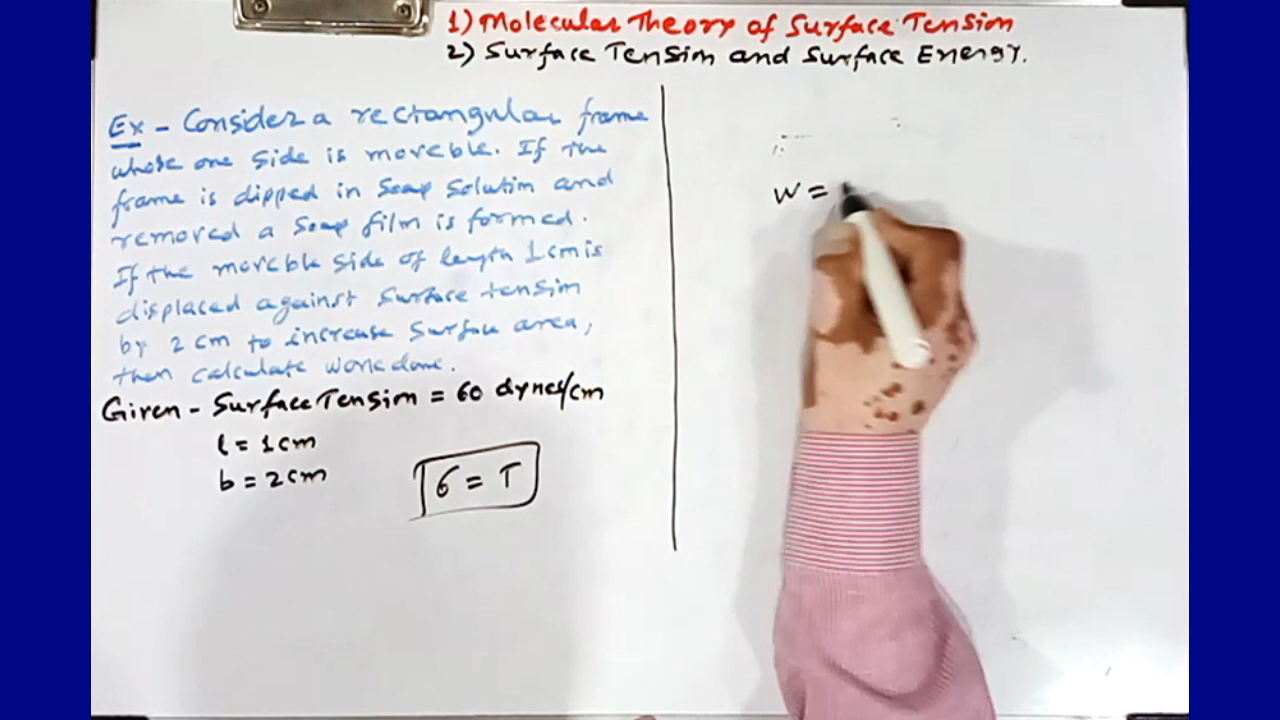 1) Molecular Theory of Surface Tension
2) Surface Tension and Surface Energy.
Ex - Consider a rectangular frame
whose one side is moveble. If the
frame is dipped in Soap Solution and
removed a Soap film is formed.
If the moveble side of length 1cm is
displaced against surface tension
by 2 cm to increase surface area,
then calculate work done.
Given - Surface Tension = 60 dynes/cm
l = 1cm
b = 2cm
σ = T
W =